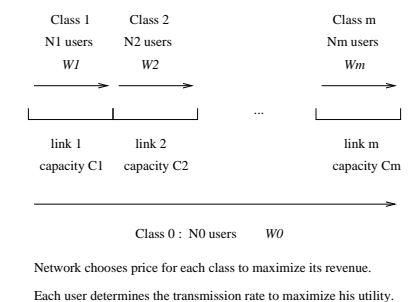 Class 1 Class 2 Class m
N1 users N2 users Nm users
W1 W2 Wm
...
link 1 link 2 link m
capacity C1 capacity C2 capacity Cm
Class 0 : N0 users W0
Network chooses price for each class to maximize its revenue.
Each user determines the transmission rate to maximize his utility.